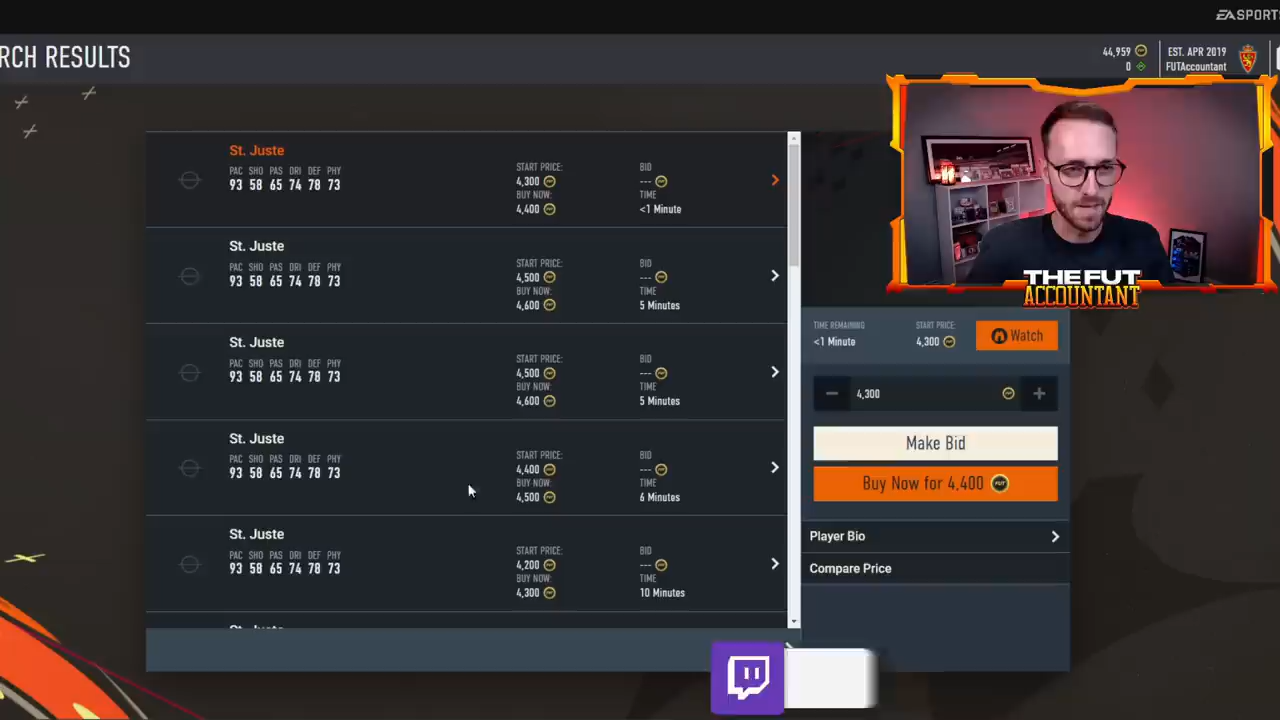 EA SPORTS
RCH RESULTS
44,959
0
EST. APR 2019
FUTAccountant
St. Juste
PAC SHO PAS DRI DEF PHY
93 58 65 74 78 73
START PRICE:
4,300
BUY NOW:
4,400
BID
---
TIME
<1 Minute
St. Juste
PAC SHO PAS DRI DEF PHY
93 58 65 74 78 73
START PRICE:
4,500
BUY NOW:
4,600
BID
---
TIME
5 Minutes
St. Juste
PAC SHO PAS DRI DEF PHY
93 58 65 74 78 73
START PRICE:
4,500
BUY NOW:
4,600
BID
---
TIME
5 Minutes
St. Juste
PAC SHO PAS DRI DEF PHY
93 58 65 74 78 73
START PRICE:
4,400
BUY NOW:
4,500
BID
---
TIME
6 Minutes
St. Juste
PAC SHO PAS DRI DEF PHY
93 58 65 74 78 73
START PRICE:
4,200
BUY NOW:
4,300
BID
---
TIME
10 Minutes
THE FUT
ACCOUNTANT
TIME REMAINING
<1 Minute
START PRICE:
4,300
Watch
4,300
Make Bid
Buy Now for 4,400
Player Bio
Compare Price